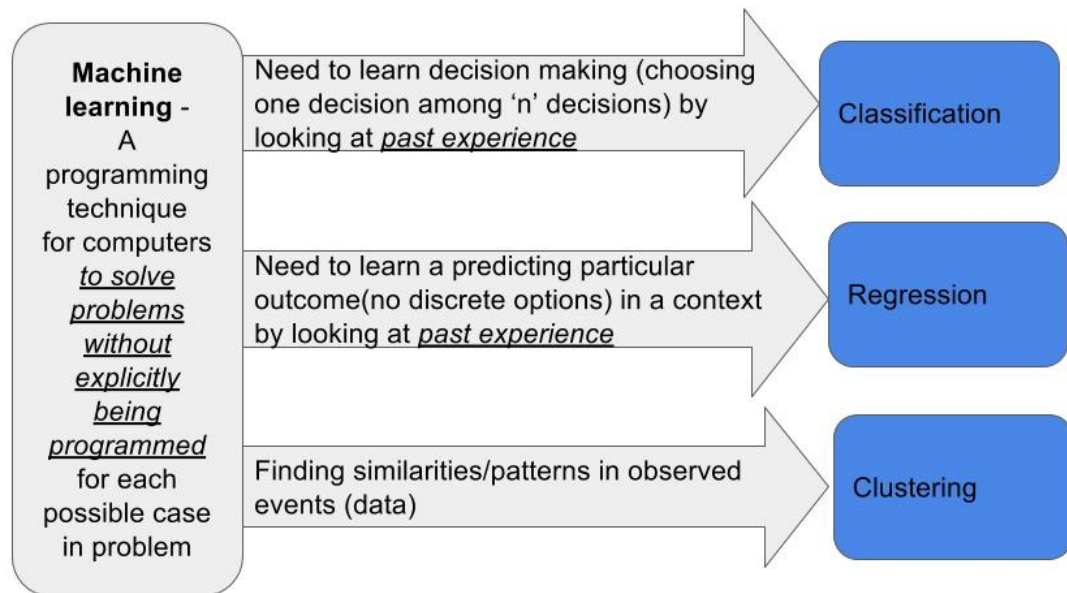 Machine
learning -
A
programming
technique
for computers
to solve
problems
without
explicitly
being
programmed
for each
possible case
in problem
Need to learn decision making (choosing
one decision among ‘n’ decisions) by
looking at past experience
Classification
Need to learn a predicting particular
outcome(no discrete options) in a context
by looking at past experience
Regression
Finding similarities/patterns in observed
events (data)
Clustering